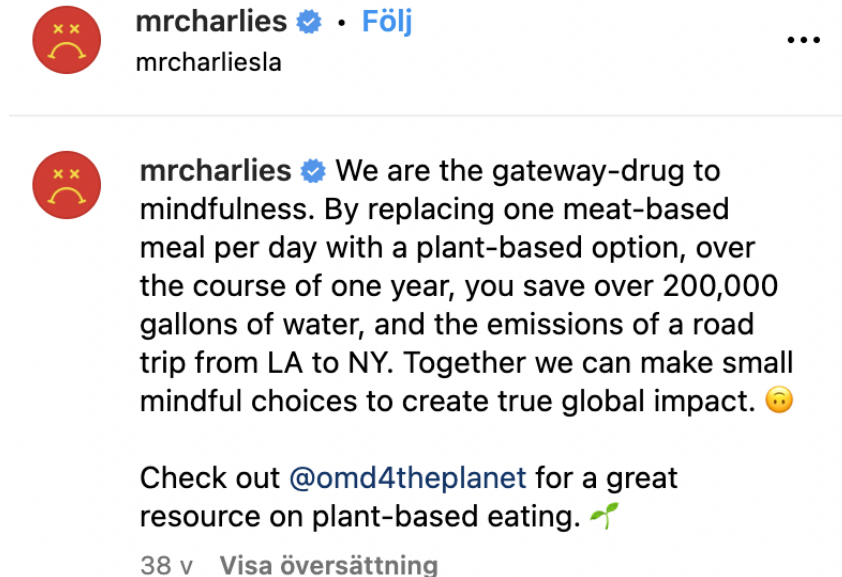 mrcharlies • Följ
mrcharliesla
mrcharlies We are the gateway-drug to
mindfulness. By replacing one meat-based
meal per day with a plant-based option, over
the course of one year, you save over 200,000
gallons of water, and the emissions of a road
trip from LA to NY. Together we can make small
mindful choices to create true global impact. 🙃
Check out @omd4theplanet for a great
resource on plant-based eating. 🌱
38 v Visa översättning